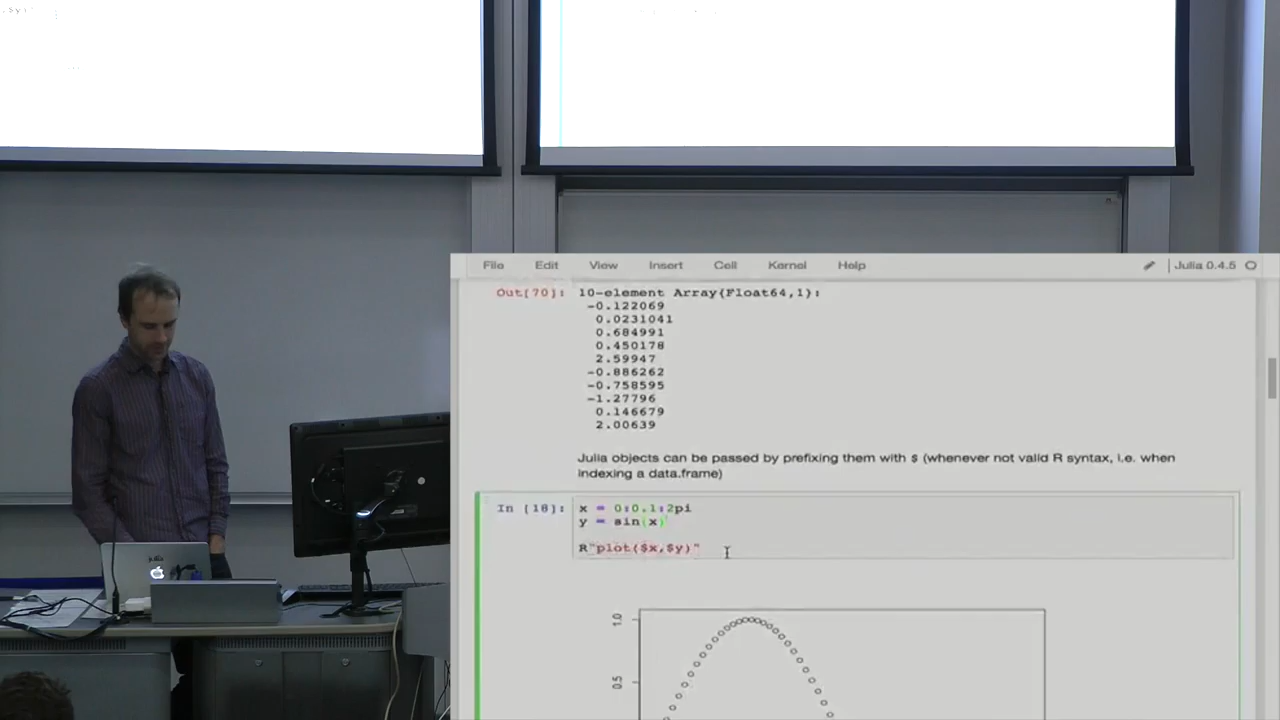 File Edit View Insert Cell Kernel Help Julia 0.4.5
Out[70]: 10-element Array{Float64,1}:
-0.122069
0.0231041
0.684991
0.450178
2.59947
-0.886262
-0.758595
-1.27796
0.146679
2.00639
Julia objects can be passed by prefixing them with $ (whenever not valid R syntax, i.e. when
indexing a data.frame)
In [18]: x = 0:0.1:2pi
y = sin(x)
R"plot($x,$y)"
1.0
0.5
julia